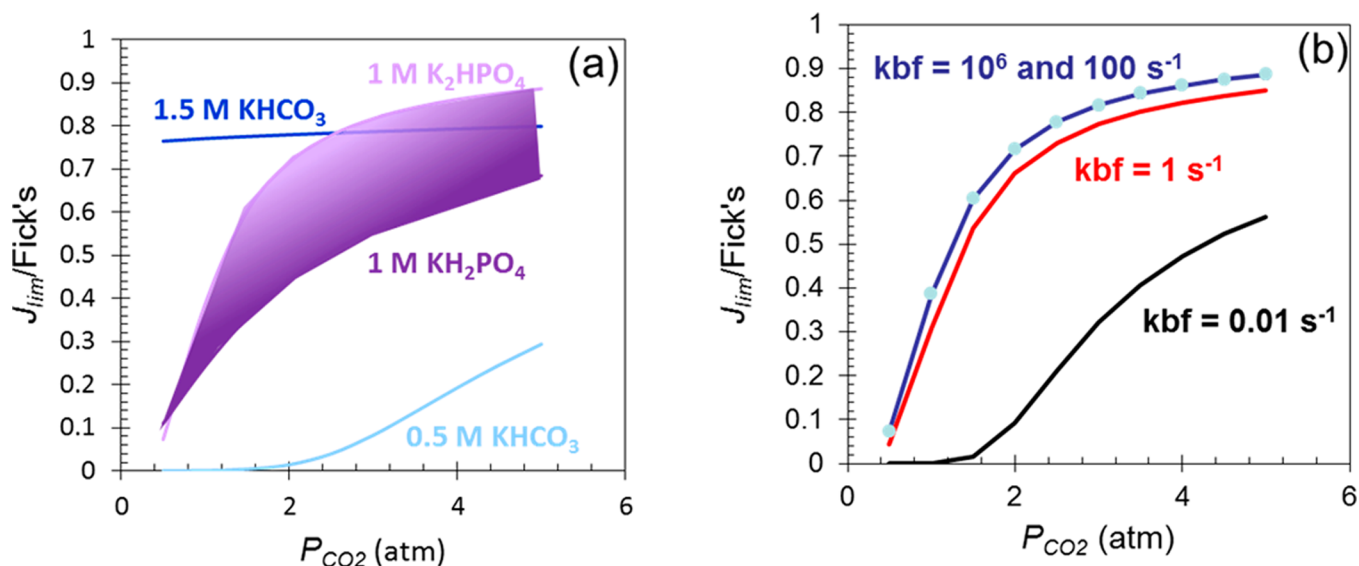 (a)
1
0.9
0.8
0.7
0.6
0.5
0.4
0.3
0.2
0.1
0
J_lim/Fick's
1 M K₂HPO₄
1.5 M KHCO₃
1 M KH₂PO₄
0.5 M KHCO₃
0 2 4 6
P_CO2 (atm)
(b)
1
0.9
0.8
0.7
0.6
0.5
0.4
0.3
0.2
0.1
0
J_lim/Fick's
kbf = 10⁶ and 100 s⁻¹
kbf = 1 s⁻¹
kbf = 0.01 s⁻¹
0 2 4 6
P_CO2 (atm)